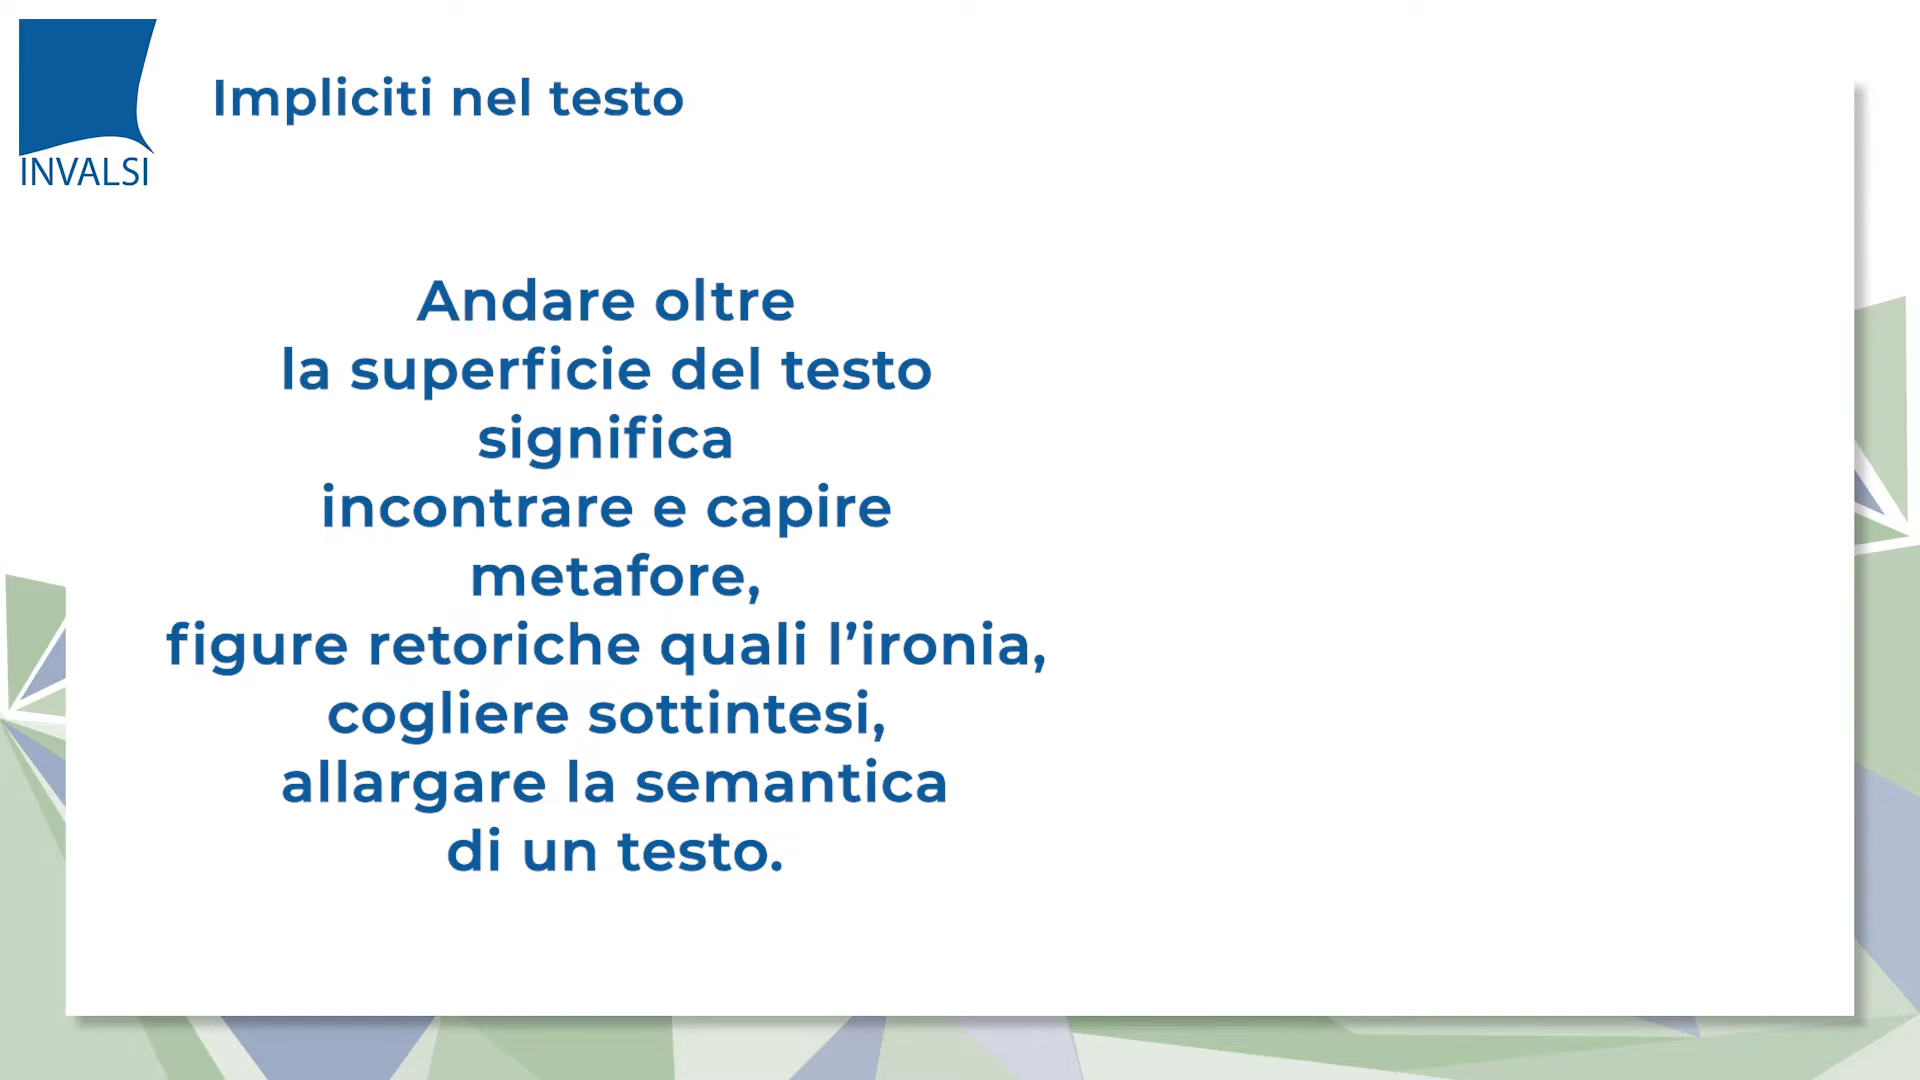 INVALSI
Impliciti nel testo
Andare oltre
la superficie del testo
significa
incontrare e capire
metafore,
figure retoriche quali l’ironia,
cogliere sottintesi,
allargare la semantica
di un testo.